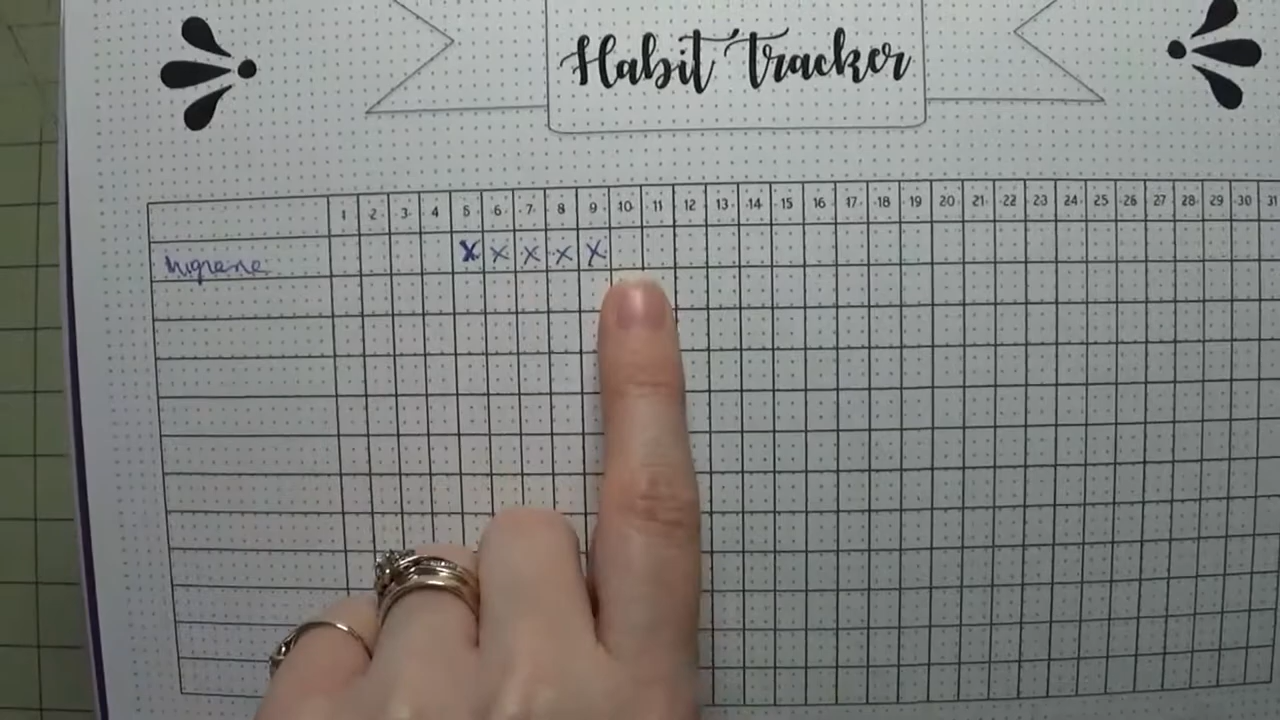 Habit Tracker
1 2 3 4 5 6 7 8 9 10 11 12 13 14 15 16 17 18 19 20 21 22 23 24 25 26 27 28 29 30 31
migrane x x x x x